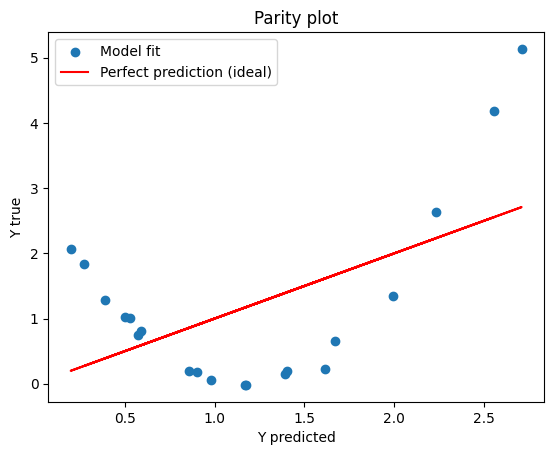 Parity plot
Model fit
Perfect prediction (ideal)
Y true
5
4
3
2
1
0
0.5 1.0 1.5 2.0 2.5
Y predicted